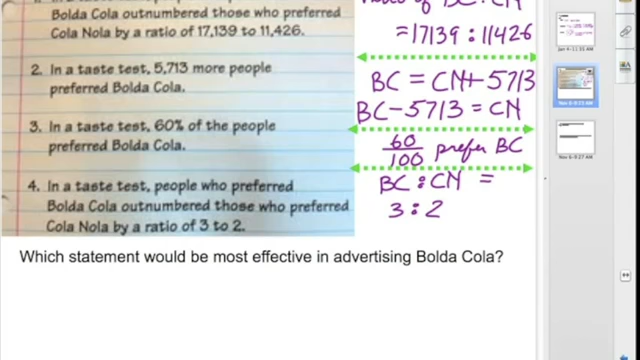 Bolda Cola outnumbered those who preferred
Cola Nola by a ratio of 17,139 to 11,426.
= 17139 : 11426
2. In a taste test, 5,713 more people
preferred Bolda Cola.
BC = CN + 5713
BC - 5713 = CN
3. In a taste test, 60% of the people
preferred Bolda Cola.
60/100 prefer BC
4. In a taste test, people who preferred
Bolda Cola outnumbered those who preferred
Cola Nola by a ratio of 3 to 2.
BC : CN =
3 : 2
Which statement would be most effective in advertising Bolda Cola?